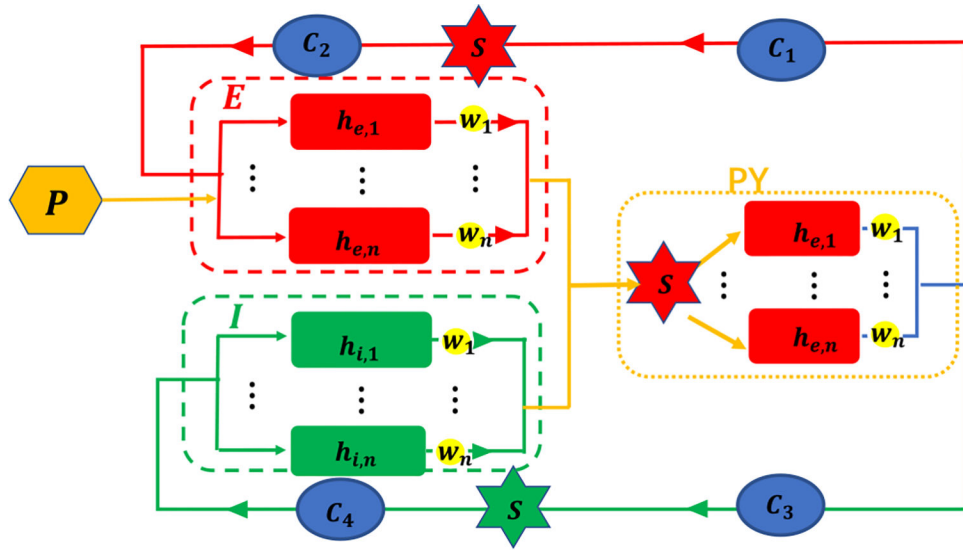 C₂
S
C₁
E
hₑ,₁
w₁
⋮ ⋮ ⋮
hₑ,ₙ
wₙ
P
PY
S
hₑ,₁
w₁
⋮ ⋮ ⋮
hₑ,ₙ
wₙ
I
hᵢ,₁
w₁
⋮ ⋮ ⋮
hᵢ,ₙ
wₙ
C₄
S
C₃